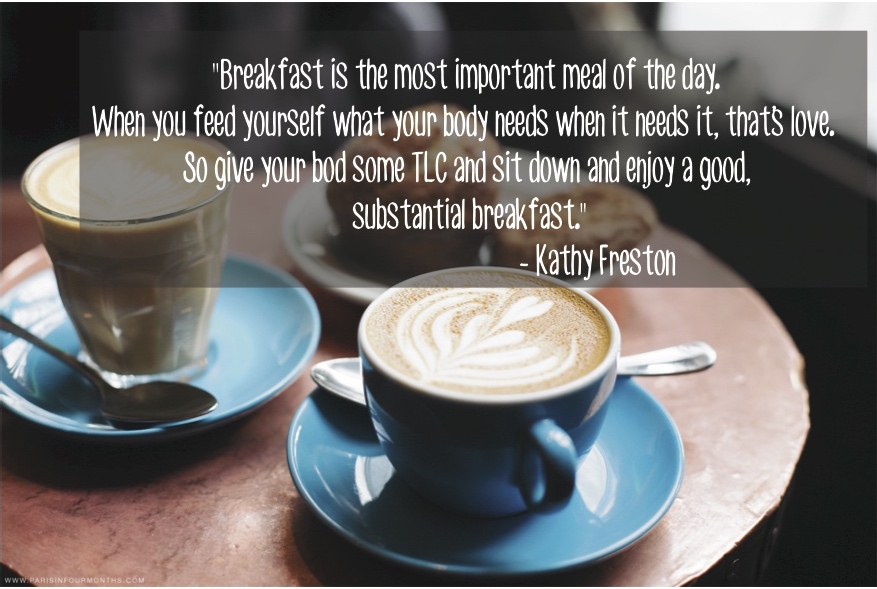 "Breakfast is the most important meal of the day.
When you feed yourself what your body needs when it needs it, that's love.
So give your bod some TLC and sit down and enjoy a good,
substantial breakfast."
- Kathy Freston
WWW.PARISINFOURMONTHS.COM